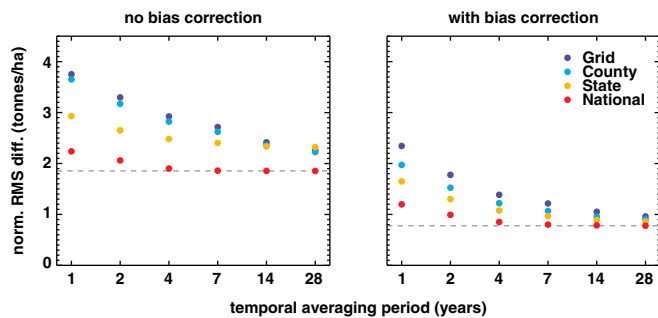 no bias correction
with bias correction
norm. RMS diff. (tonnes/ha)
4
3
2
1
0
1 2 4 7 14 28
1 2 4 7 14 28
Grid
County
State
National
temporal averaging period (years)